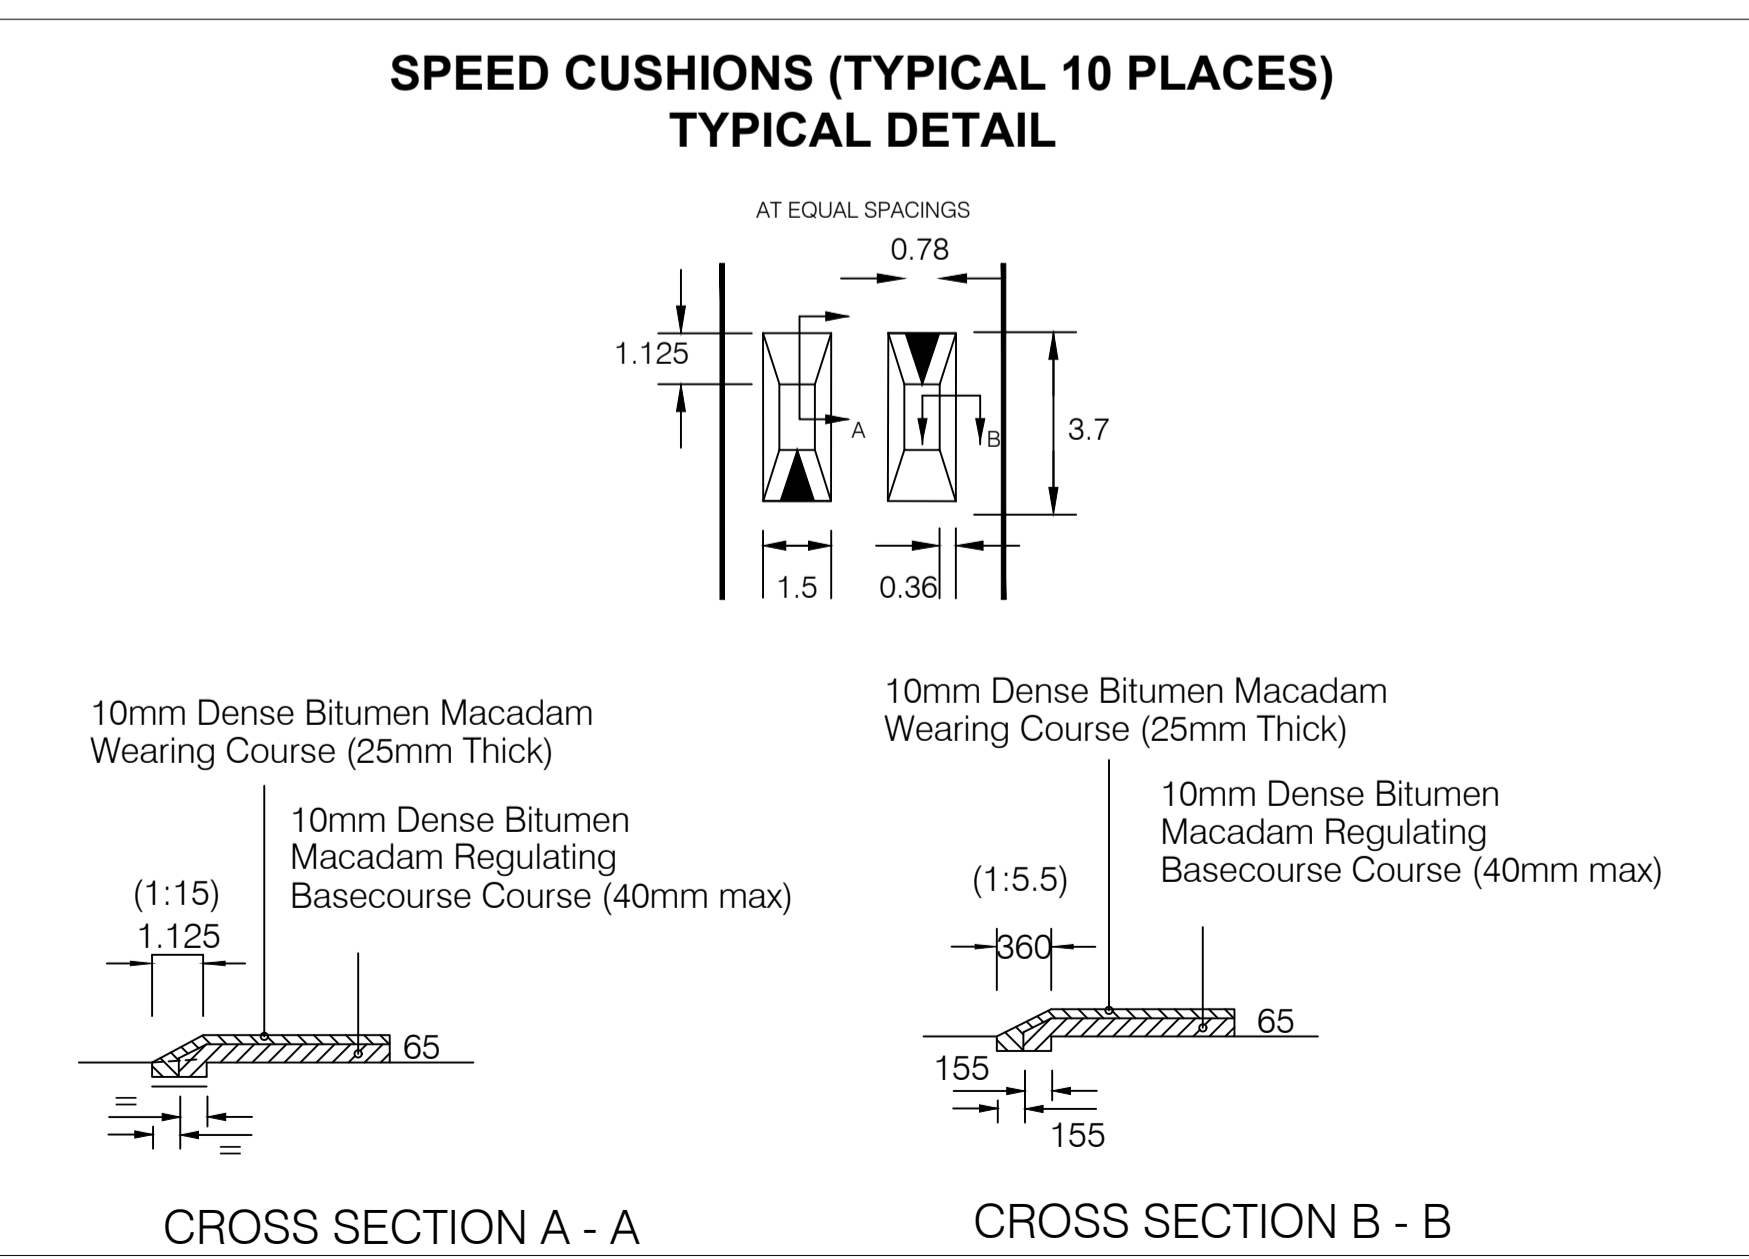 SPEED CUSHIONS (TYPICAL 10 PLACES)
TYPICAL DETAIL
AT EQUAL SPACINGS
0.78
1.125
A
B
3.7
1.5
0.36
10mm Dense Bitumen Macadam
Wearing Course (25mm Thick)
10mm Dense Bitumen
Macadam Regulating
Basecourse Course (40mm max)
(1:15)
1.125
65
=
=
CROSS SECTION A - A
10mm Dense Bitumen Macadam
Wearing Course (25mm Thick)
10mm Dense Bitumen
Macadam Regulating
Basecourse Course (40mm max)
(1:5.5)
360
65
155
155
CROSS SECTION B - B